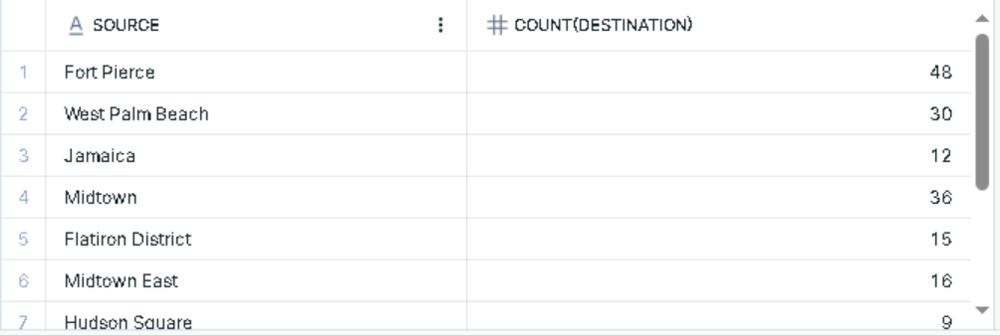 A SOURCE # COUNT(DESTINATION)
1 Fort Pierce 48
2 West Palm Beach 30
3 Jamaica 12
4 Midtown 36
5 Flatiron District 15
6 Midtown East 16
7 Hudson Square 9